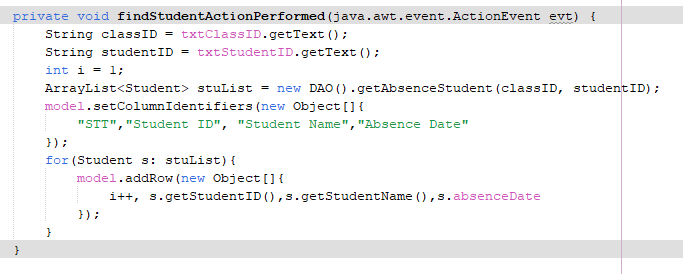 private void findStudentActionPerformed(java.awt.event.ActionEvent evt) {
    String classID = txtClassID.getText();
    String studentID = txtStudentID.getText();
    int i = 1;
    ArrayList<Student> stuList = new DAO().getAbsenceStudent(classID, studentID);
    model.setColumnIdentifiers(new Object[]{
        "STT","Student ID", "Student Name","Absence Date"
    });
    for(Student s: stuList){
        model.addRow(new Object[]{
            i++, s.getStudentID(),s.getStudentName(),s.absenceDate
        });
    }
}